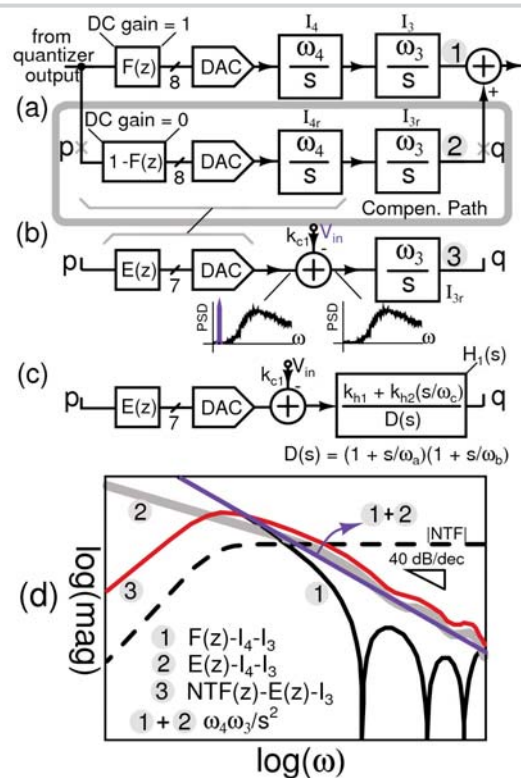 from
quantizer
output
DC gain = 1
F(z)
8
DAC
I4
ω4
s
I3
ω3
s
1
+
+
(a)
DC gain = 0
p
1-F(z)
8
DAC
I4r
ω4
s
I3r
ω3
s
2
q
Compen. Path
(b)
p
E(z)
7
DAC
kc1
Vin
-
+
ω3
s
3
I3r
q
PSD
ω
PSD
ω
(c)
p
E(z)
7
DAC
kc1
Vin
-
+
H1(s)
kh1 + kh2(s/ωc)
D(s)
q
D(s) = (1 + s/ωa)(1 + s/ωb)
(d)
log(mag)
2
1+2
|NTF|
40 dB/dec
3
1
1 F(z)-I4-I3
2 E(z)-I4-I3
3 NTF(z)-E(z)-I3
1+2 ω4ω3/s²
log(ω)